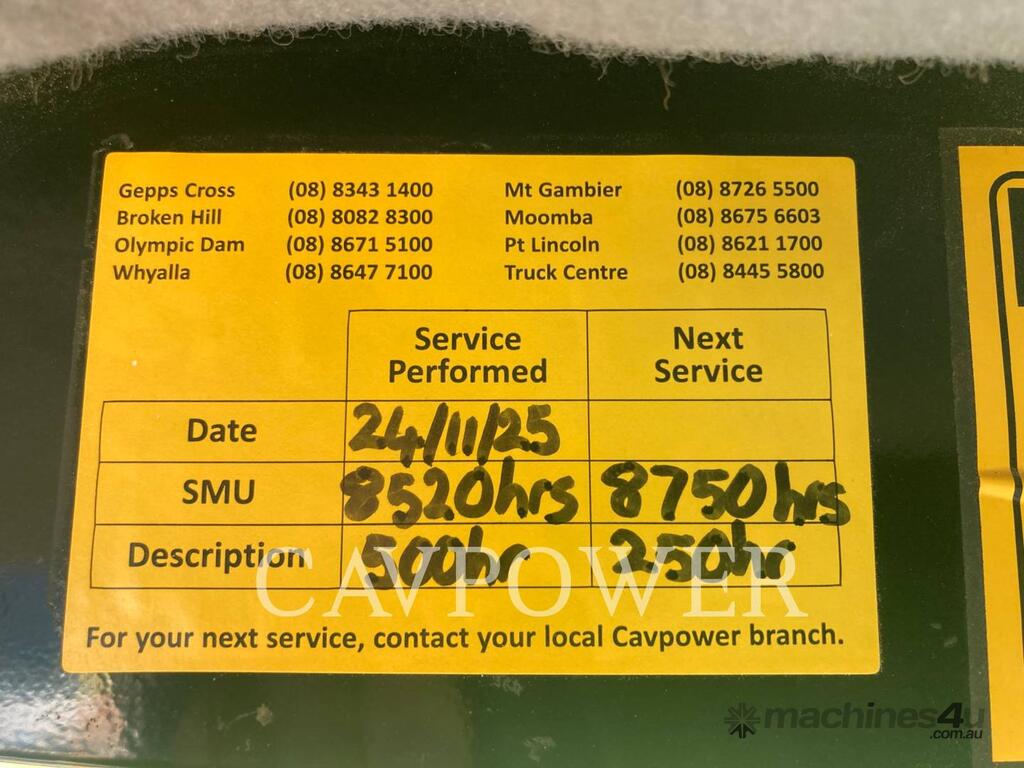 Gepps Cross (08) 8343 1400 Mt Gambier (08) 8726 5500
Broken Hill (08) 8082 8300 Moomba (08) 8675 6603
Olympic Dam (08) 8671 5100 Pt Lincoln (08) 8621 1700
Whyalla (08) 8647 7100 Truck Centre (08) 8445 5800
Service Performed Next Service
Date 24/11/25
SMU 8520hrs 8750hrs
Description 500hr 250hr
CAVPOWER
For your next service, contact your local Cavpower branch.
machines4u
.com.au